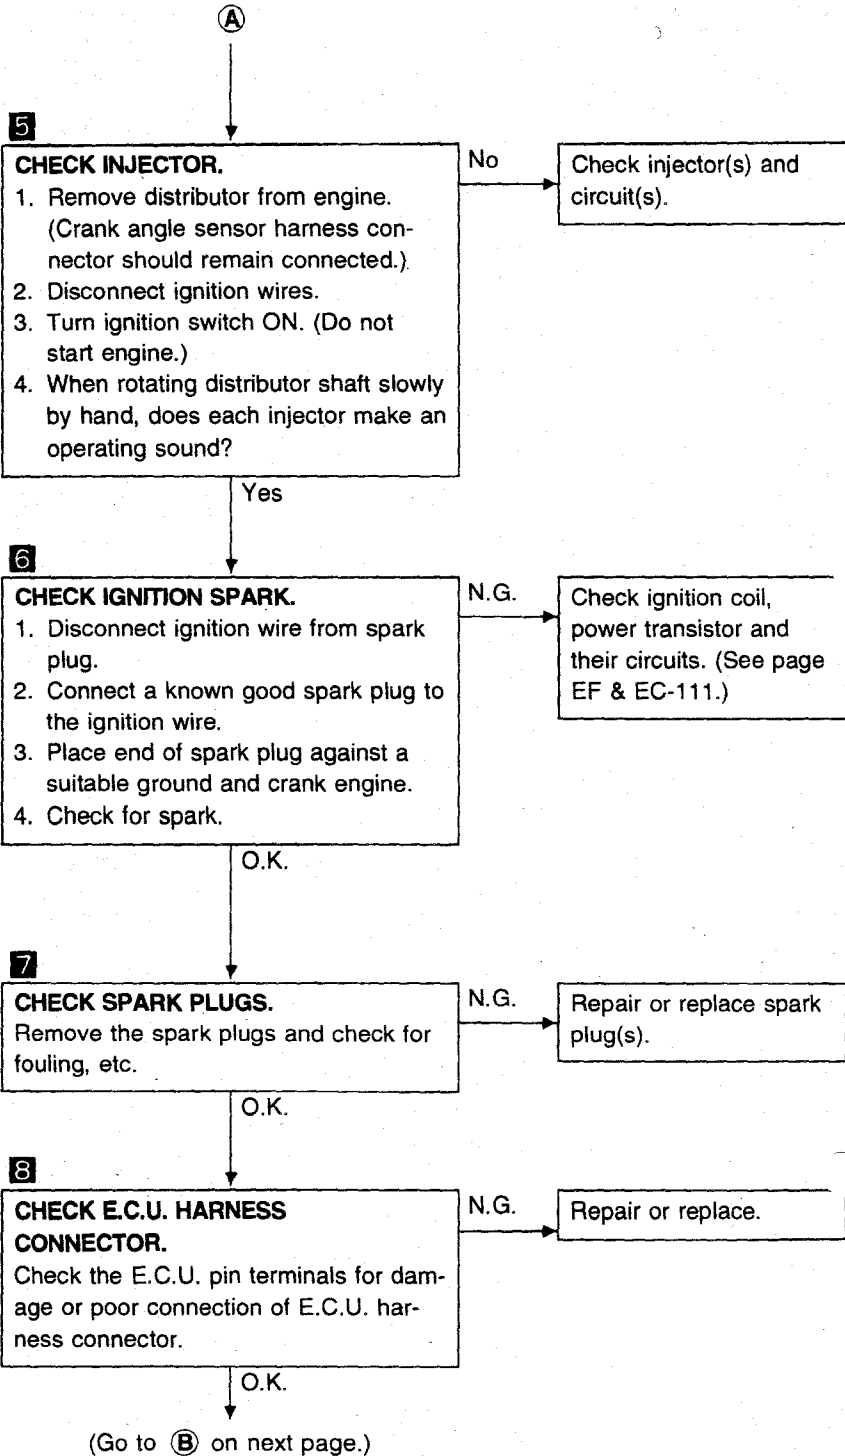 A
5
CHECK INJECTOR.
1. Remove distributor from engine.
(Crank angle sensor harness con-
nector should remain connected.)
2. Disconnect ignition wires.
3. Turn ignition switch ON. (Do not
start engine.)
4. When rotating distributor shaft slowly
by hand, does each injector make an
operating sound?
No
Check injector(s) and
circuit(s).
Yes
6
CHECK IGNITION SPARK.
1. Disconnect ignition wire from spark
plug.
2. Connect a known good spark plug to
the ignition wire.
3. Place end of spark plug against a
suitable ground and crank engine.
4. Check for spark.
N.G.
Check ignition coil,
power transistor and
their circuits. (See page
EF & EC-111.)
O.K.
7
CHECK SPARK PLUGS.
Remove the spark plugs and check for
fouling, etc.
N.G.
Repair or replace spark
plug(s).
O.K.
8
CHECK E.C.U. HARNESS
CONNECTOR.
Check the E.C.U. pin terminals for dam-
age or poor connection of E.C.U. har-
ness connector.
N.G.
Repair or replace.
O.K.
(Go to B on next page.)